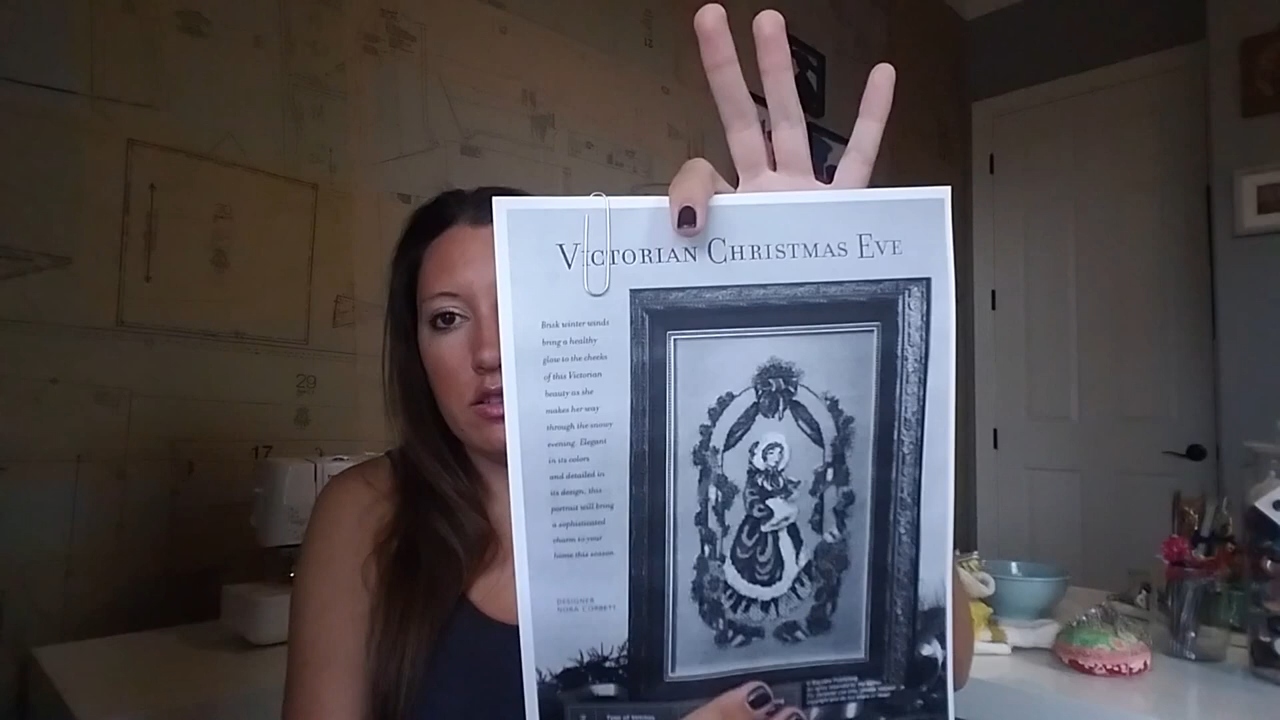 VICTORIAN CHRISTMAS EVE
Brisk winter winds
bring a healthy
glow to the cheeks
of this Victorian
beauty as she
makes her way
through the snowy
evening. Elegant
in its colors
and detailed in
its design, this
portrait will bring
a sophisticated
charm to your
home this season.
DESIGNER
NORA CORBETT
29
17